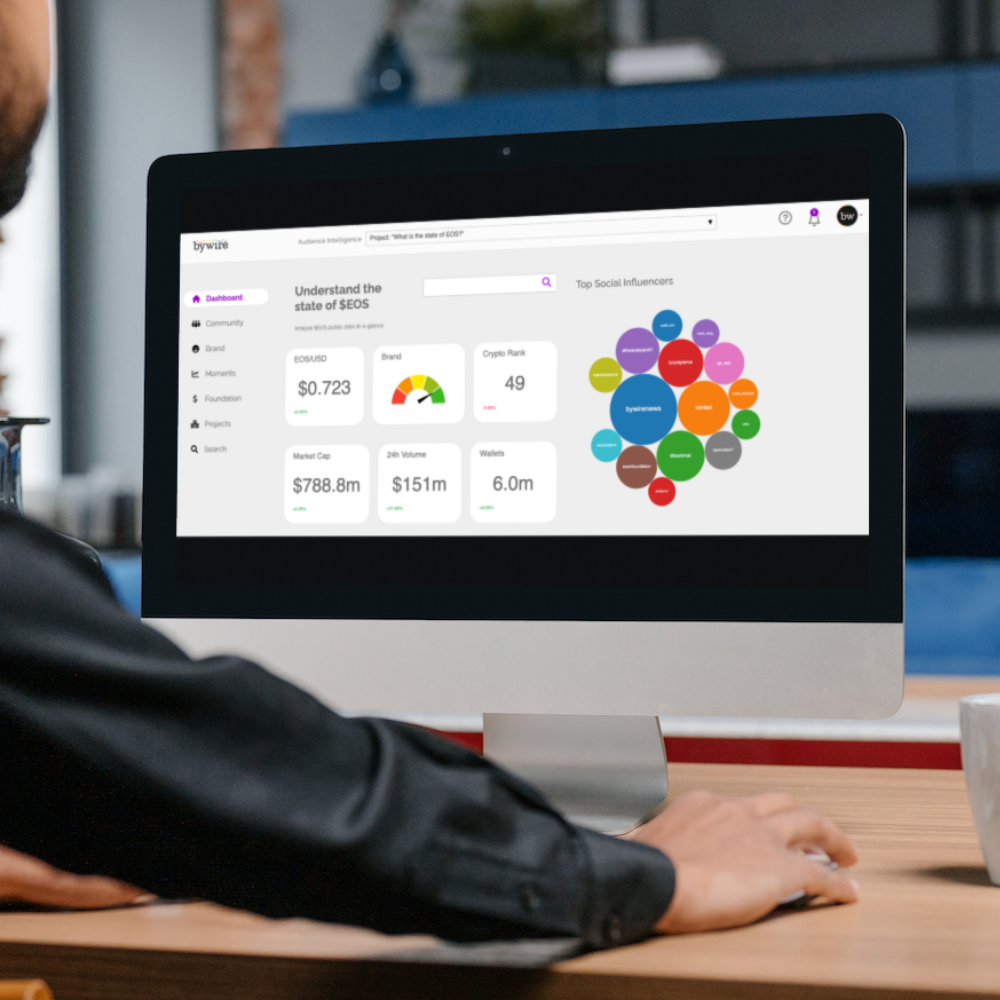 bywire
Audience Intelligence
Project: "What is the state of EOS?"
?
bw
Dashboard
Community
Brand
Moments
Foundation
Projects
Search
Understand the
state of $EOS
Analyse $EOS public data at-a-glance
EOS/USD
$0.723
Brand
Crypto Rank
49
Market Cap
$788.8m
24h Volume
$151m
Wallets
6.0m
Top Social Influencers
bywirenews